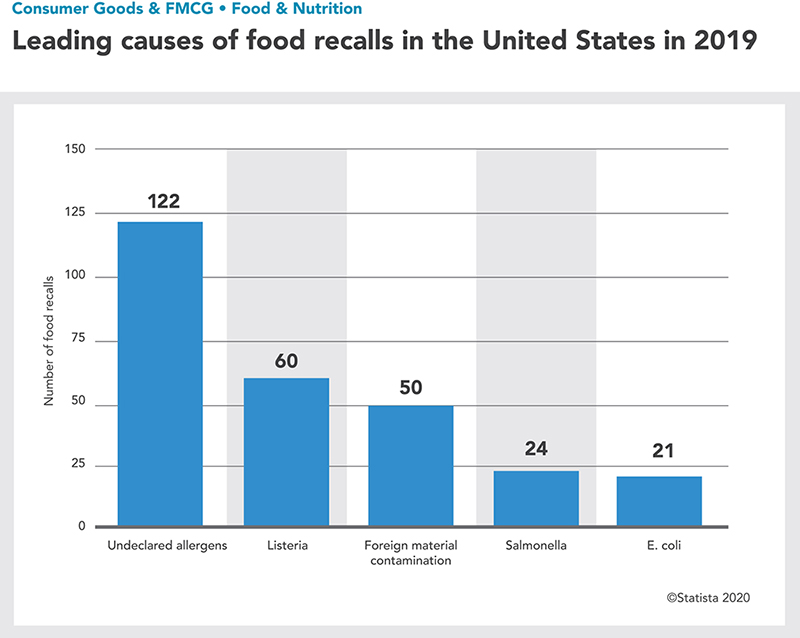 Consumer Goods & FMCG • Food & Nutrition
Leading causes of food recalls in the United States in 2019
150
125
100
75
50
25
0
Number of food recalls
122
60
50
24
21
Undeclared allergens
Listeria
Foreign material
contamination
Salmonella
E. coli
©Statista 2020